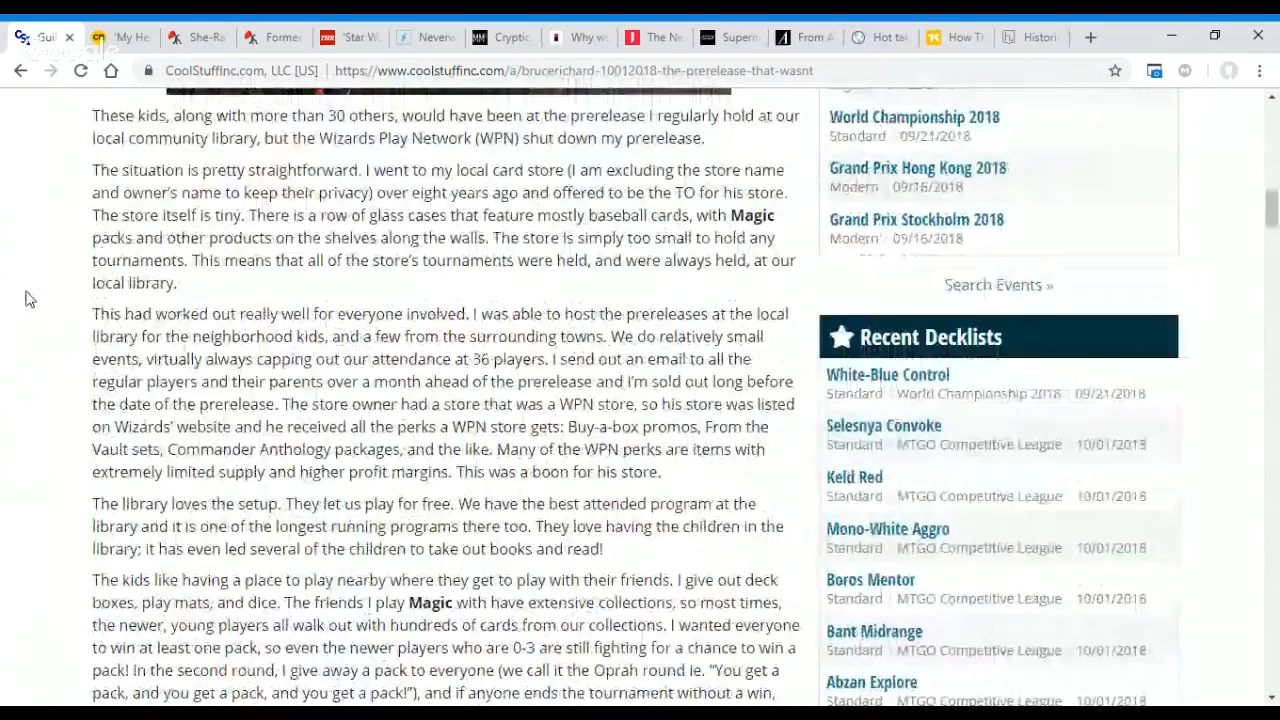 Gui
'My He
She-Ra
Former
'Star W
Neverw
Cryptic
Why w
The Ne
Superm
From A
Hot tak
How Ti
CoolStuffInc.com, LLC [US] | https://www.coolstuffinc.com/a/brucerichard-10012018-the-prerelease-that-wasnt
These kids, along with more than 30 others, would have been at the prerelease I regularly hold at our
local community library, but the Wizards Play Network (WPN) shut down my prerelease.
The situation is pretty straightforward. I went to my local card store (I am excluding the store name
and owner's name to keep their privacy) over eight years ago and offered to be the TO for his store.
The store itself is tiny. There is a row of glass cases that feature mostly baseball cards, with Magic
packs and other products on the shelves along the walls. The store is simply too small to hold any
tournaments. This means that all of the store's tournaments were held, and were always held, at our
local library.
This had worked out really well for everyone involved. I was able to host the prereleases at the local
library for the neighborhood kids, and a few from the surrounding towns. We do relatively small
events, virtually always capping out our attendance at 36 players. I send out an email to all the
regular players and their parents over a month ahead of the prerelease and I'm sold out long before
the date of the prerelease. The store owner had a store that was a WPN store, so his store was listed
on Wizards' website and he received all the perks a WPN store gets: Buy-a-box promos, From the
Vault sets, Commander Anthology packages, and the like. Many of the WPN perks are items with
extremely limited supply and higher profit margins. This was a boon for his store.
The library loves the setup. They let us play for free. We have the best attended program at the
library and it is one of the longest running programs there too. They love having the children in the
library; it has even led several of the children to take out books and read!
The kids like having a place to play nearby where they get to play with their friends. I give out deck
boxes, play mats, and dice. The friends I play Magic with have extensive collections, so most times,
the newer, young players all walk out with hundreds of cards from our collections. I wanted everyone
to win at least one pack, so even the newer players who are 0-3 are still fighting for a chance to win a
pack! In the second round, I give away a pack to everyone (we call it the Oprah round ie. "You get a
pack, and you get a pack, and you get a pack!"), and if anyone ends the tournament without a win,
World Championship 2018
Standard 09/21/2018
Grand Prix Hong Kong 2018
Modern 09/16/2018
Grand Prix Stockholm 2018
Modern 09/16/2018
Search Events »
Recent Decklists
White-Blue Control
Standard World Championship 2018 09/21/2018
Selesnya Convoke
Standard MTGO Competitive League 10/01/2018
Keld Red
Standard MTGO Competitive League 10/01/2018
Mono-White Aggro
Standard MTGO Competitive League 10/01/2018
Boros Mentor
Standard MTGO Competitive League 10/01/2018
Bant Midrange
Standard MTGO Competitive League 10/01/2018
Abzan Explore
Standard MTGO Competitive League 10/01/2018